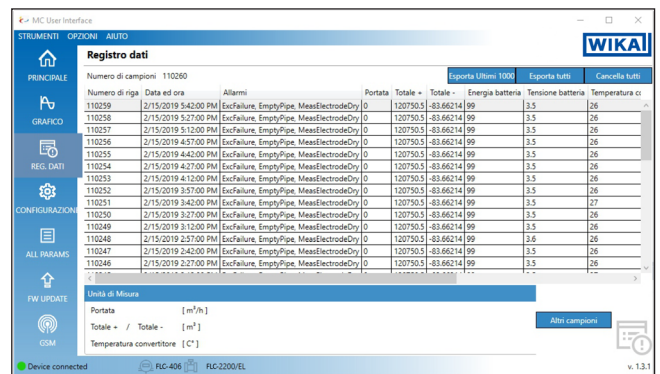 MC User Interface
STRUMENTI OPZIONI AIUTO
WIKAI
PRINCIPALE
GRAFICO
REG. DATI
CONFIGURAZIONI
ALL PARAMS
FW UPDATE
GSM
Registro dati
Numero di campioni 110260
Esporta Ultimi 1000 Esporta tutti Cancella tutti
Numero di riga Data ed ora Allarmi Portata Totale + Totale - Energia batteria Tensione batteria Temperatura co
110259 2/15/2019 5:42:00 PM ExcFailure, EmptyPipe, MeasElectrodeDry 0 120750.5 -83.66214 99 3.5 26
110258 2/15/2019 5:27:00 PM ExcFailure, EmptyPipe, MeasElectrodeDry 0 120750.5 -83.66214 99 3.5 26
110257 2/15/2019 5:12:00 PM ExcFailure, EmptyPipe, MeasElectrodeDry 0 120750.5 -83.66214 99 3.5 26
110256 2/15/2019 4:57:00 PM ExcFailure, EmptyPipe, MeasElectrodeDry 0 120750.5 -83.66214 99 3.5 26
110255 2/15/2019 4:42:00 PM ExcFailure, EmptyPipe, MeasElectrodeDry 0 120750.5 -83.66214 99 3.5 26
110254 2/15/2019 4:27:00 PM ExcFailure, EmptyPipe, MeasElectrodeDry 0 120750.5 -83.66214 99 3.5 26
110253 2/15/2019 4:12:00 PM ExcFailure, EmptyPipe, MeasElectrodeDry 0 120750.5 -83.66214 99 3.5 26
110252 2/15/2019 3:57:00 PM ExcFailure, EmptyPipe, MeasElectrodeDry 0 120750.5 -83.66214 99 3.5 26
110251 2/15/2019 3:42:00 PM ExcFailure, EmptyPipe, MeasElectrodeDry 0 120750.5 -83.66214 99 3.5 27
110250 2/15/2019 3:27:00 PM ExcFailure, EmptyPipe, MeasElectrodeDry 0 120750.5 -83.66214 99 3.5 26
110249 2/15/2019 3:12:00 PM ExcFailure, EmptyPipe, MeasElectrodeDry 0 120750.5 -83.66214 99 3.5 26
110248 2/15/2019 2:57:00 PM ExcFailure, EmptyPipe, MeasElectrodeDry 0 120750.5 -83.66214 99 3.6 26
110247 2/15/2019 2:42:00 PM ExcFailure, EmptyPipe, MeasElectrodeDry 0 120750.5 -83.66214 99 3.5 26
110246 2/15/2019 2:27:00 PM ExcFailure, EmptyPipe, MeasElectrodeDry 0 120750.5 -83.66214 99 3.5 26
Unità di Misura
Portata [ m³/h ]
Totale + / Totale - [ m³ ]
Temperatura convertitore [ C° ]
Altri campioni
Device connected FLC-406 FLC-2200/EL v. 1.3.1